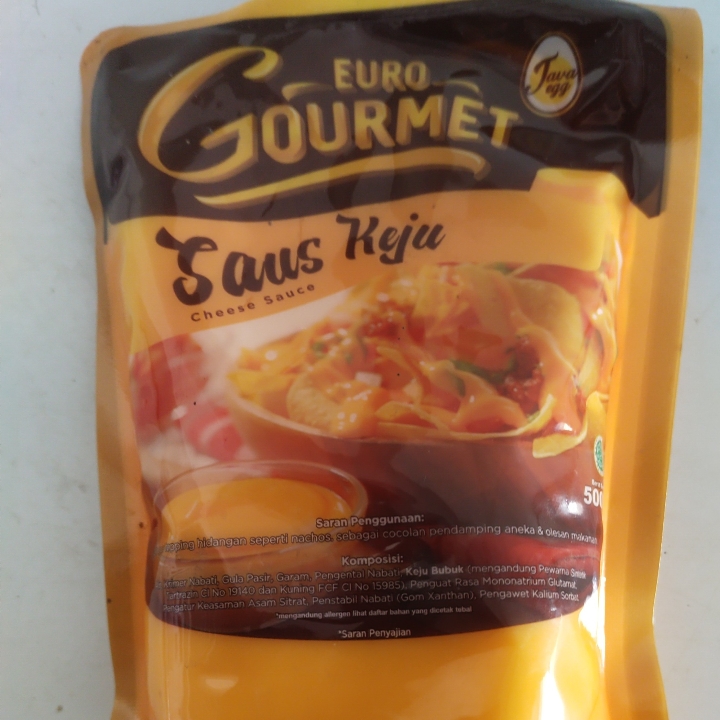 EURO
GOURMET
Java
egg
Saus Keju
Cheese Sauce
500
Saran Penggunaan:
hidangan seperti nachos, sebagai cocolan pendamping aneka & olesan makanan
Komposisi:
Nabati, Gula Pasir, Garam, Pengental Nabati, Keju Bubuk (mengandung Pewarna
Tartrazin CI No 19140 dan Kuning FCF CI No 15985), Penguat Rasa Mononatrium Glutamat,
Pengatur Keasaman Asam Sitrat, Penstabil Nabati (Gom Xanthan), Pengawet Kalium Sorbat.
*mengandung allergen lihat daftar bahan yang dicetak tebal
*Saran Penyajian